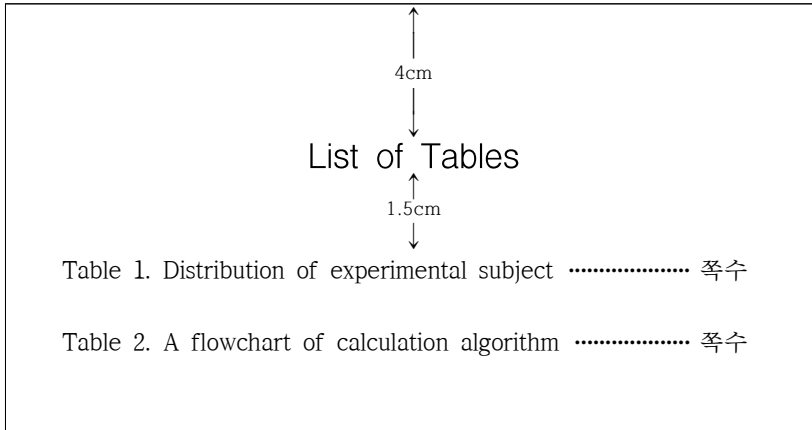 4cm
List of Tables
1.5cm
Table 1. Distribution of experimental subject ···················· 쪽수
Table 2. A flowchart of calculation algorithm ··················· 쪽수